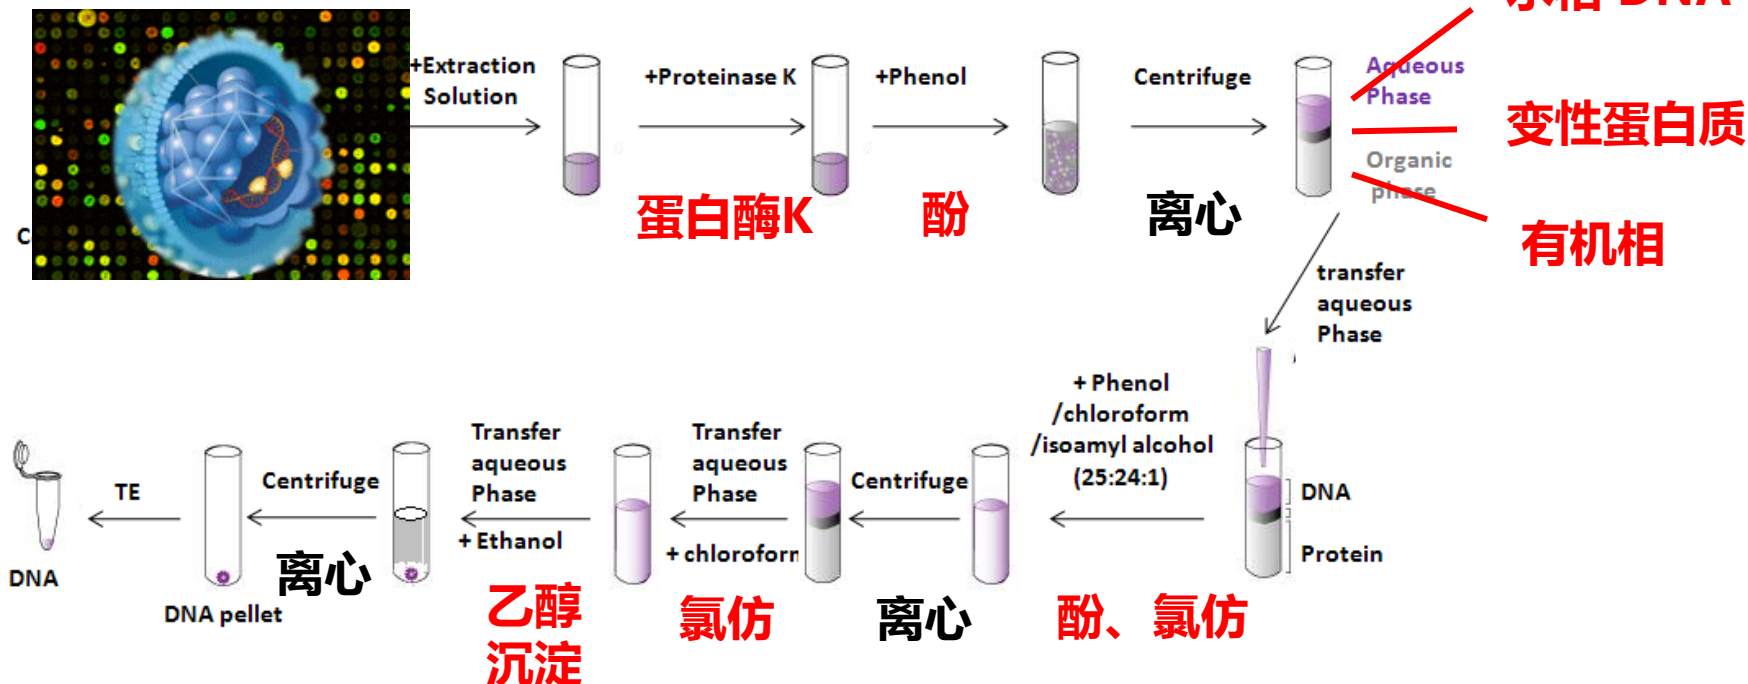 DNA
+Extraction
Solution
+Proteinase K
+Phenol
Centrifuge
Aqueous
Phase
变性蛋白质
Organic
phase
蛋白酶K
酚
离心
有机相
C
transfer
aqueous
Phase
+ Phenol
/chloroform
/isoamyl alcohol
(25:24:1)
Transfer
aqueous
Phase
Transfer
aqueous
Phase
TE
Centrifuge
Centrifuge
DNA
+ Ethanol
+ chloroform
Protein
DNA
离心
DNA pellet
乙醇
沉淀
氯仿
离心
酚、氯仿